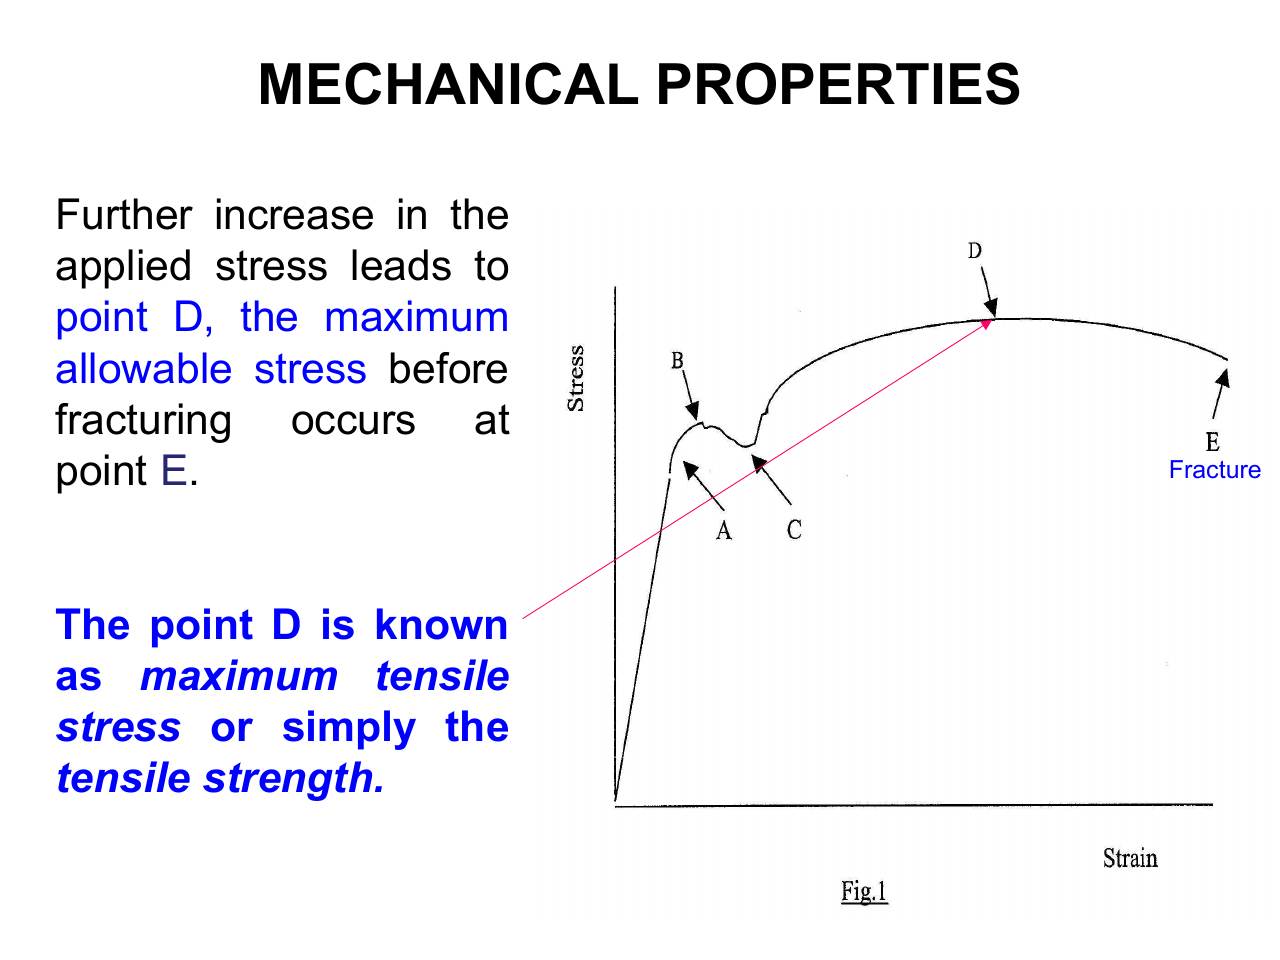 MECHANICAL PROPERTIES
Further increase in the
applied stress leads to
point D, the maximum
allowable stress before
fracturing occurs at
point E.
The point D is known
as maximum tensile
stress or simply the
tensile strength.
D
B
Stress
E
Fracture
A
C
Strain
Fig.1